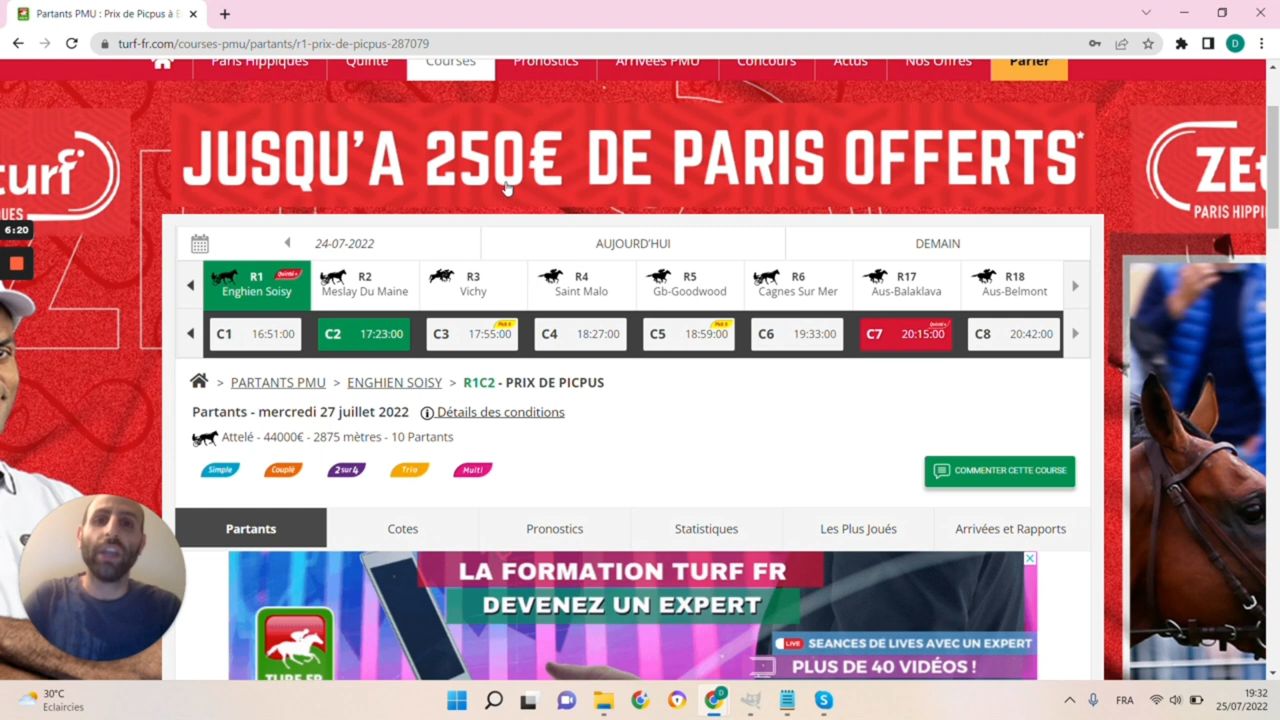 Partants PMU : Prix de Picpus à E
turf-fr.com/courses-pmu/partants/r1-prix-de-picpus-287079
D
Paris Hippiques Quinté Courses Pronostics Arrivées PMU Concours Actus Nos Offres Parier
JUSQU'A 250€ DE PARIS OFFERTS*
turf
ZEt
QUES
PARIS HIPPI
6:20
24-07-2022 AUJOURD'HUI DEMAIN
R1 Quinté+ R2 R3 R4 R5 R6 R17 R18
Enghien Soisy Meslay Du Maine Vichy Saint Malo Gb-Goodwood Cagnes Sur Mer Aus-Balaklava Aus-Belmont
C1 16:51:00 C2 17:23:00 C3 17:55:00 C4 18:27:00 C5 18:59:00 C6 19:33:00 C7 20:15:00 C8 20:42:00
> PARTANTS PMU > ENGHIEN SOISY > R1C2 - PRIX DE PICPUS
Partants - mercredi 27 juillet 2022 Détails des conditions
Attelé - 44000€ - 2875 mètres - 10 Partants
Simple Couplé 2sur4 Trio Multi
COMMENTER CETTE COURSE
Partants Cotes Pronostics Statistiques Les Plus Joués Arrivées et Rapports
LA FORMATION TURF FR
DEVENEZ UN EXPERT
LIVE SEANCES DE LIVES AVEC UN EXPERT
PLUS DE 40 VIDÉOS !
TURF FR
30°C
Eclaircies
D
FRA
19:32
25/07/2022